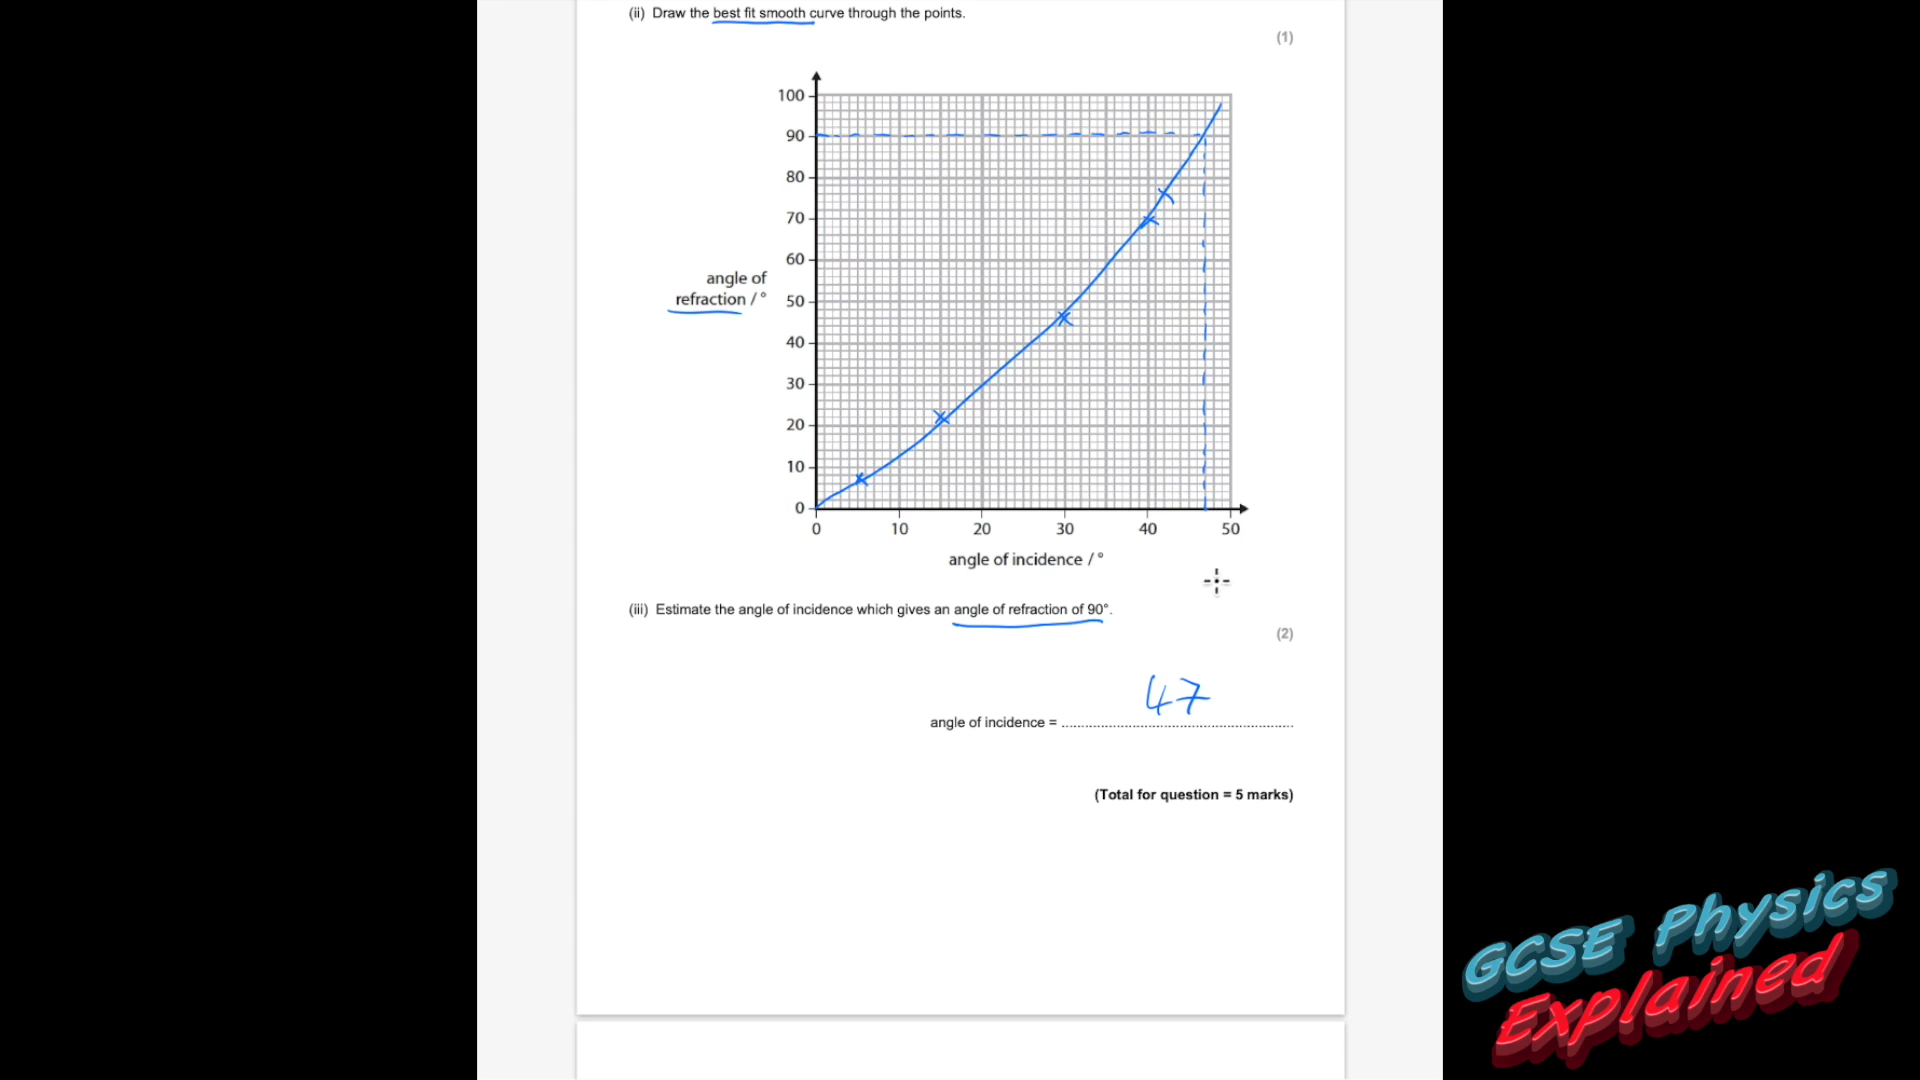 (ii) Draw the best fit smooth curve through the points.
(1)
100
90
80
70
60
50
40
30
20
10
0
angle of
refraction / °
0 10 20 30 40 50
angle of incidence / °
(iii) Estimate the angle of incidence which gives an angle of refraction of 90°.
(2)
47
angle of incidence = ............................................................
(Total for question = 5 marks)
GCSE Physics
Explained